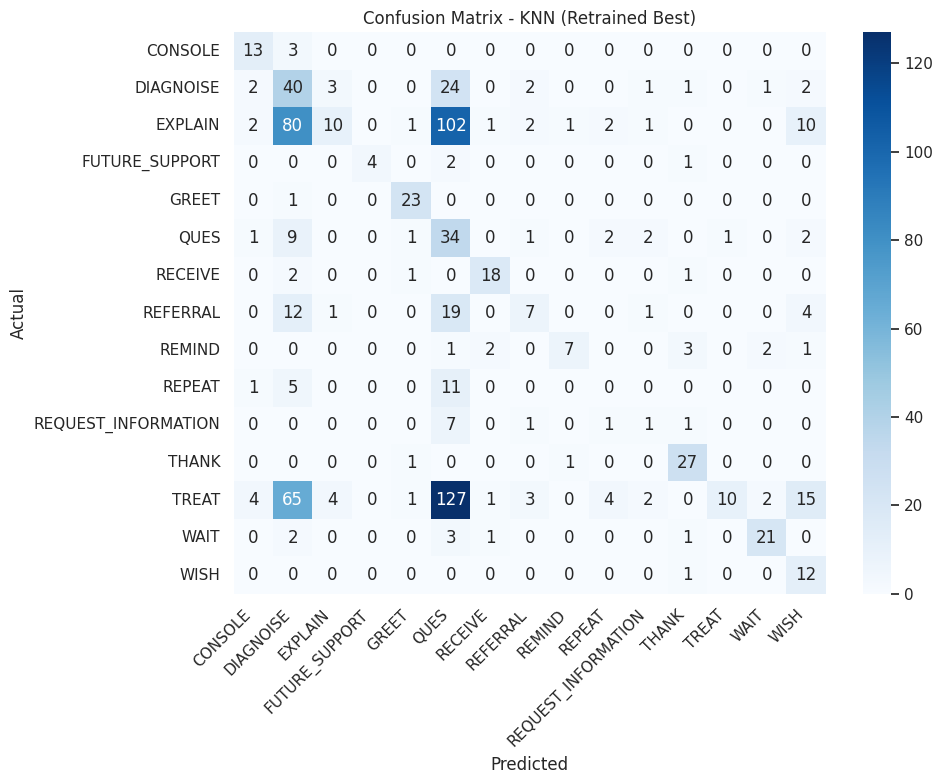 Confusion Matrix - KNN (Retrained Best)
CONSOLE 13 3 0 0 0 0 0 0 0 0 0 0 0 0 0
DIAGNOISE 2 40 3 0 0 24 0 2 0 0 1 1 0 1 2
EXPLAIN 2 80 10 0 1 102 1 2 1 2 1 0 0 0 10
FUTURE_SUPPORT 0 0 0 4 0 2 0 0 0 0 0 1 0 0 0
GREET 0 1 0 0 23 0 0 0 0 0 0 0 0 0 0
QUES 1 9 0 0 1 34 0 1 0 2 2 0 1 0 2
RECEIVE 0 2 0 0 1 0 18 0 0 0 0 1 0 0 0
REFERRAL 0 12 1 0 0 19 0 7 0 0 1 0 0 0 4
REMIND 0 0 0 0 0 1 2 0 7 0 0 3 0 2 1
REPEAT 1 5 0 0 0 11 0 0 0 0 0 0 0 0 0
REQUEST_INFORMATION 0 0 0 0 0 7 0 1 0 1 1 1 0 0 0
THANK 0 0 0 0 1 0 0 0 1 0 0 27 0 0 0
TREAT 4 65 4 0 1 127 1 3 0 4 2 0 10 2 15
WAIT 0 2 0 0 0 3 1 0 0 0 0 1 0 21 0
WISH 0 0 0 0 0 0 0 0 0 0 0 1 0 0 12
Actual
CONSOLE
DIAGNOISE
EXPLAIN
FUTURE_SUPPORT
GREET
QUES
RECEIVE
REFERRAL
REMIND
REPEAT
REQUEST_INFORMATION
THANK
TREAT
WAIT
WISH
Predicted
120
100
80
60
40
20
0